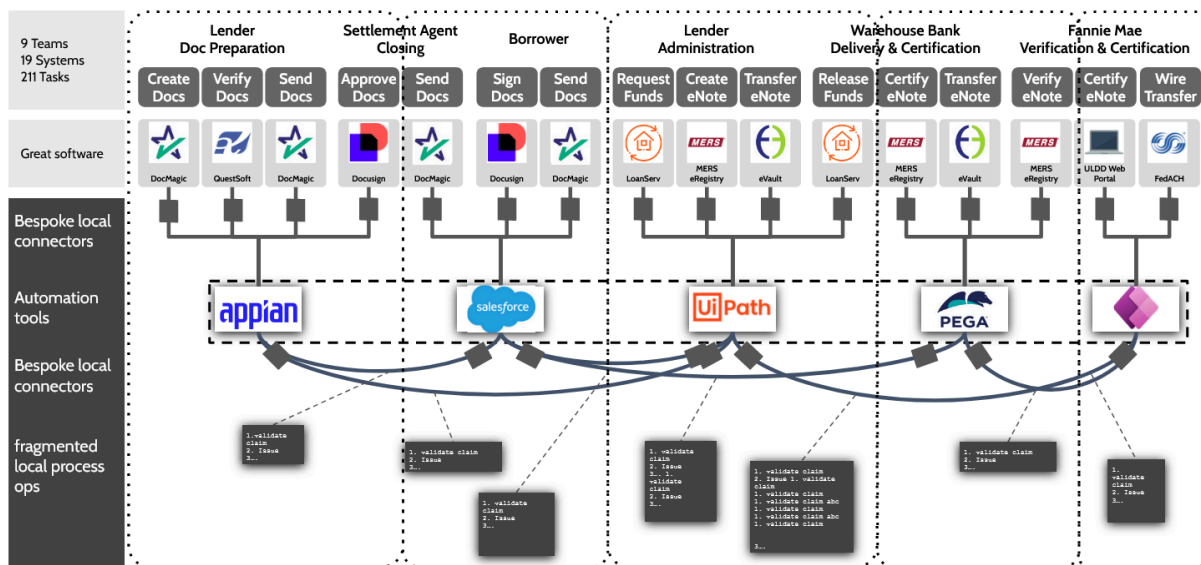 9 Teams
19 Systems
211 Tasks
Lender
Doc Preparation
Settlement Agent
Closing
Borrower
Lender
Administration
Warehouse Bank
Delivery & Certification
Fannie Mae
Verification & Certification
Create
Docs
Verify
Docs
Send
Docs
Approve
Docs
Send
Docs
Sign
Docs
Send
Docs
Request
Funds
Create
eNote
Transfer
eNote
Release
Funds
Certify
eNote
Transfer
eNote
Verify
eNote
Certify
eNote
Wire
Transfer
Great software
DocMagic
QuestSoft
DocMagic
Docusign
DocMagic
Docusign
DocMagic
LoanServ
MERS
MERS
eRegistry
eVault
LoanServ
MERS
MERS
eRegistry
eVault
MERS
MERS
eRegistry
ULDD Web
Portal
FedACH
Bespoke local
connectors
Automation
tools
appian
salesforce
UiPath
PEGA
Bespoke local
connectors
fragmented
local process
ops
1.validate
claim
2. Issue
3….
1. validate claim
2. Issue
3….
1. validate
claim
2. Issue
3….
1. validate
claim
2. Issue
3…. 1.
validate
claim
2. Issue
3….
1. validate claim
2. Issue 1. validate
claim
1. validate claim
1. validate claim abc
1. validate claim
1. validate claim abc
1. validate claim
3….
1. validate claim
2. Issue
3….
1.
validate
claim
2. Issue
3….